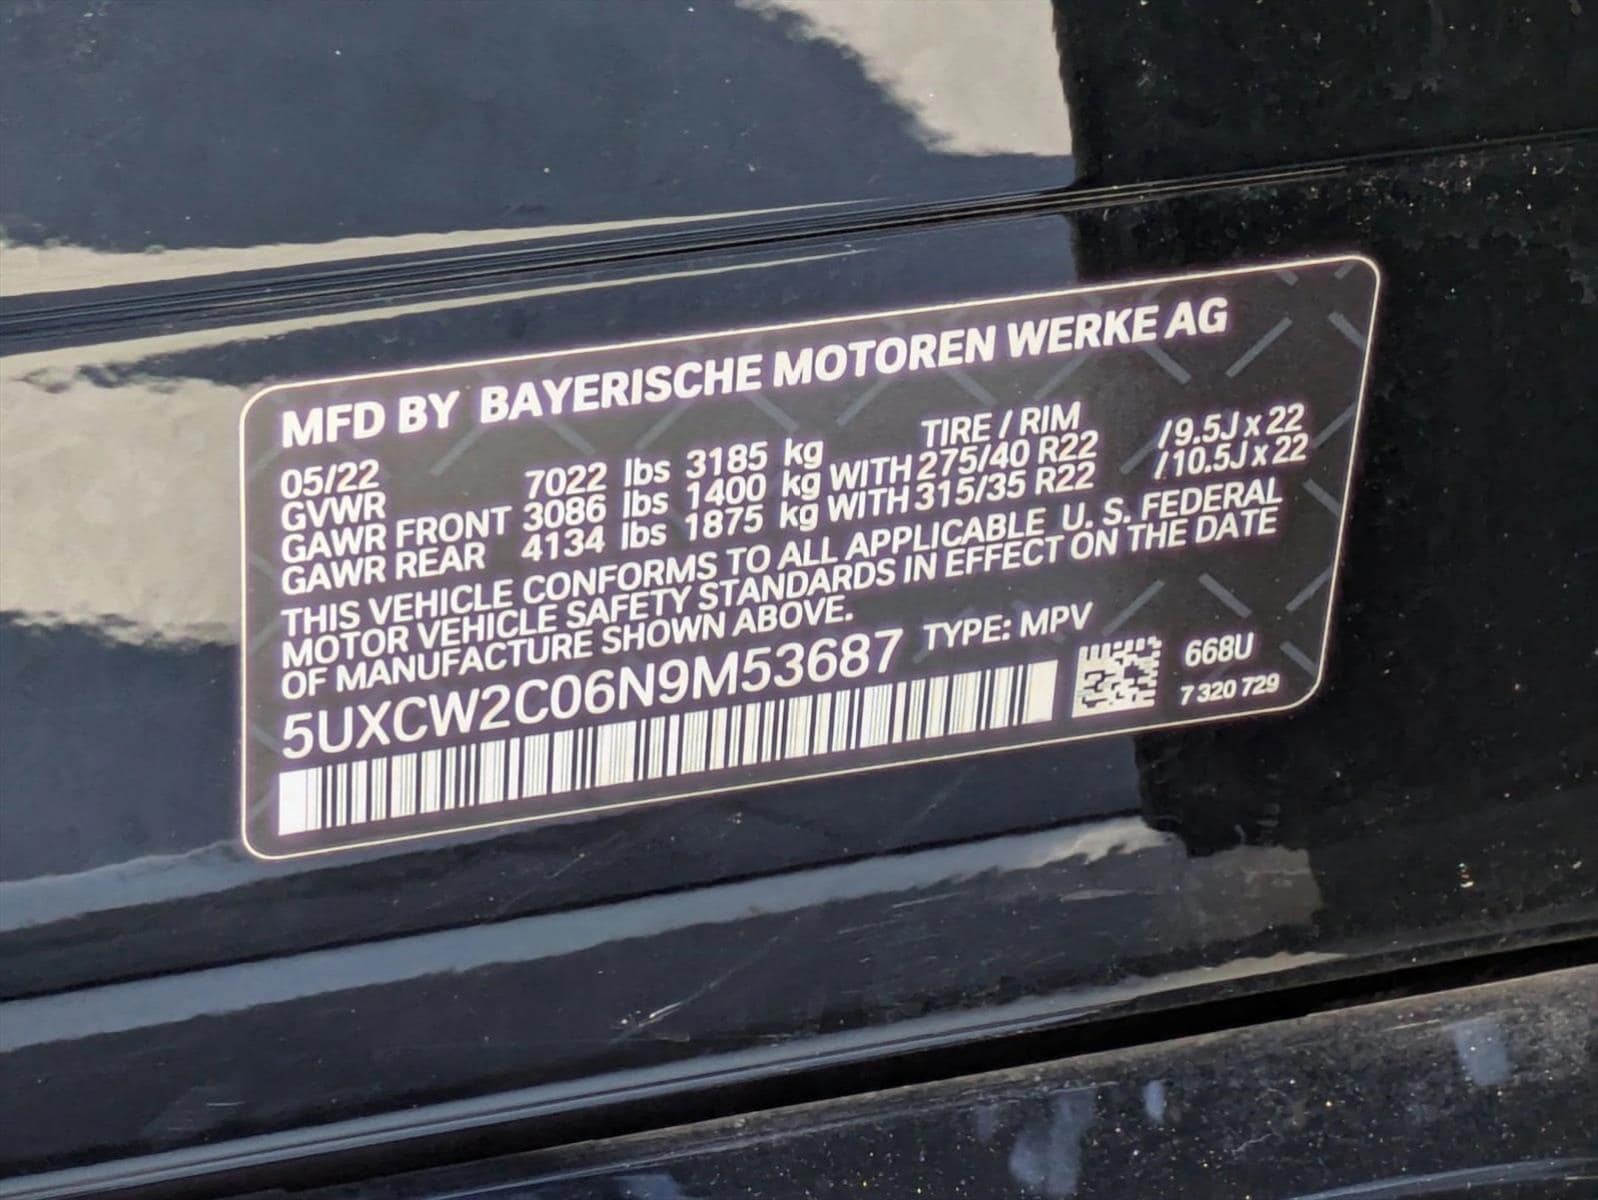 MFD BY BAYERISCHE MOTOREN WERKE AG
05/22 TIRE / RIM
GVWR 7022 lbs 3185 kg
GAWR FRONT 3086 lbs 1400 kg WITH 275/40 R22 /9.5J x 22
GAWR REAR 4134 lbs 1875 kg WITH 315/35 R22 /10.5J x 22
THIS VEHICLE CONFORMS TO ALL APPLICABLE U. S. FEDERAL
MOTOR VEHICLE SAFETY STANDARDS IN EFFECT ON THE DATE
OF MANUFACTURE SHOWN ABOVE.
5UXCW2C06N9M53687 TYPE: MPV
668U
7 320 729